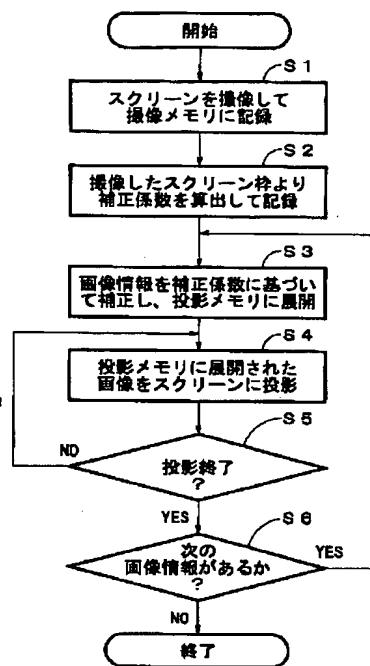 開始
S1
スクリーンを撮像して
撮像メモリに記録
S2
撮像したスクリーン枠より
補正係数を算出して記録
S3
画像情報を補正係数に基づい
て補正し、投影メモリに展開
S4
投影メモリに展開された
画像をスクリーンに投影
S5
投影終了
?
NO
YES
S6
次の
画像情報があるか
?
YES
NO
終了